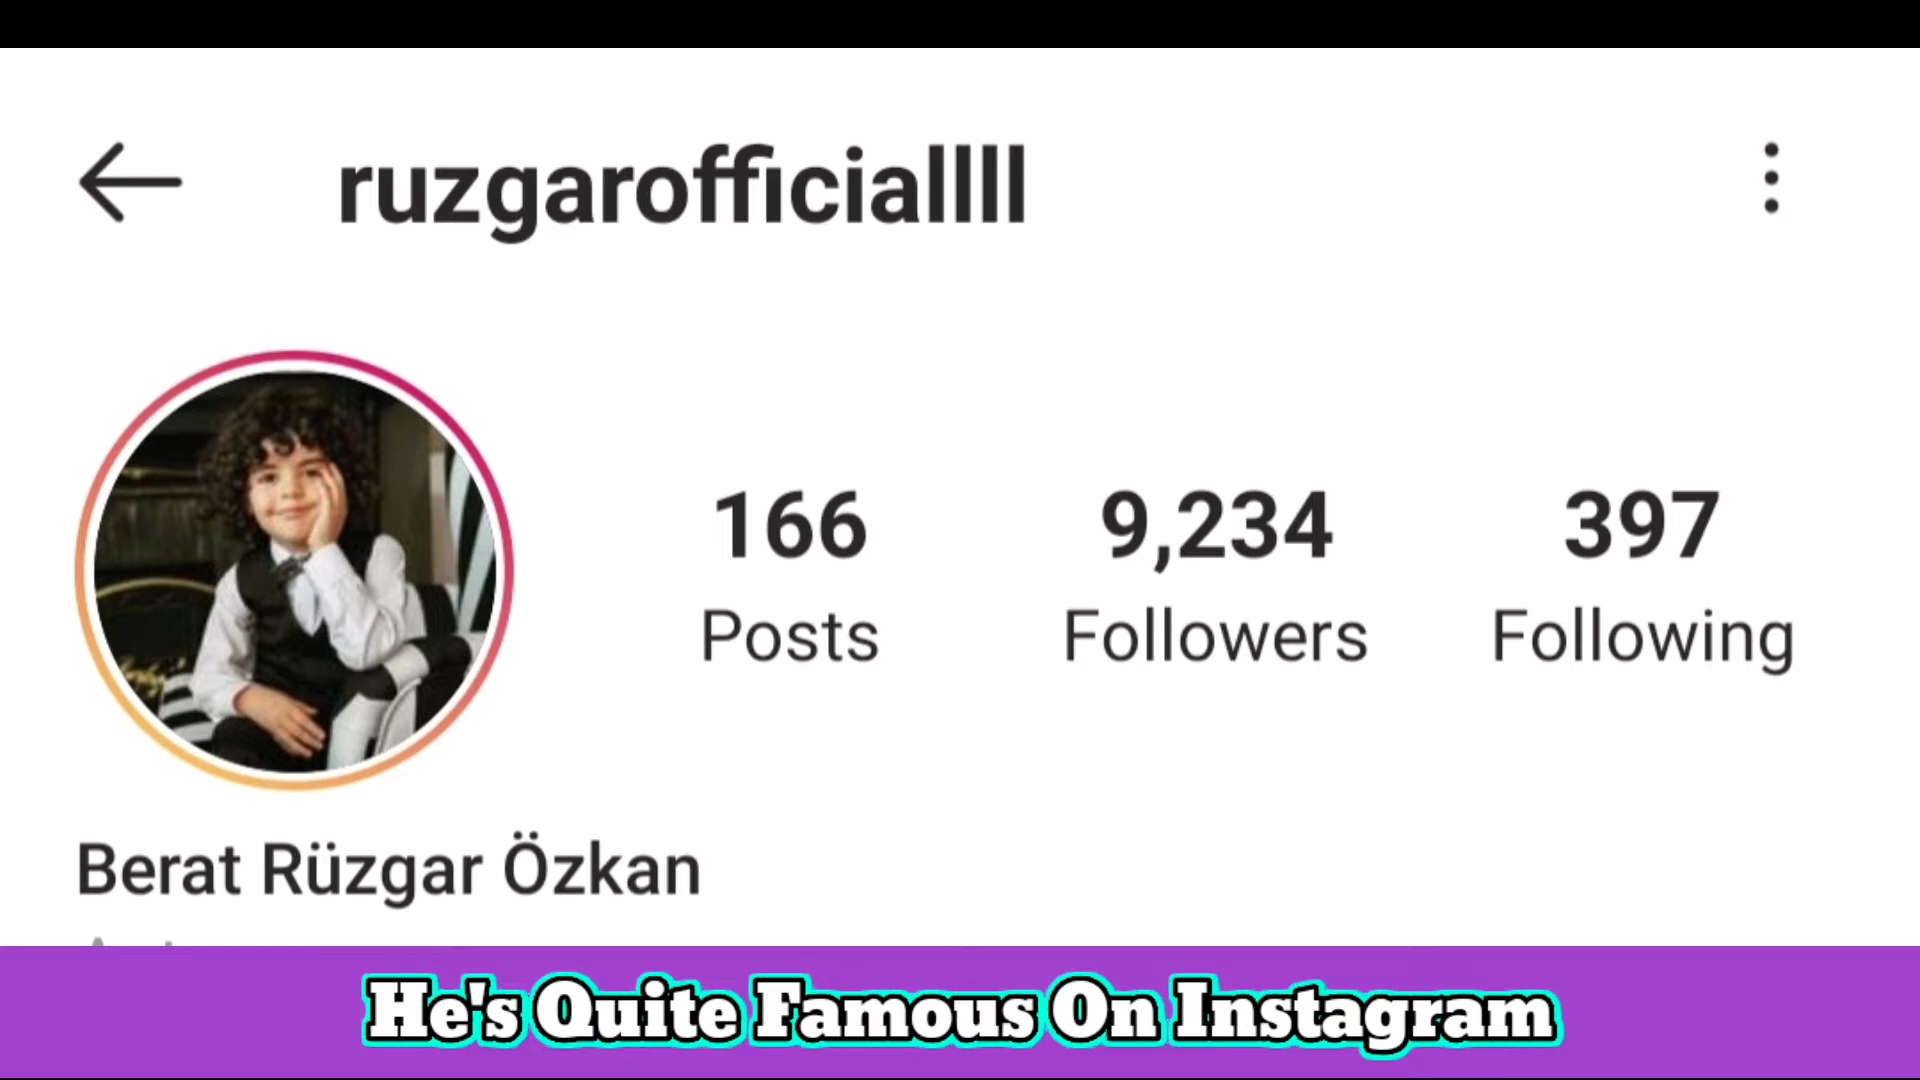 ruzgarofficiallll
166
9,234
397
Posts
Followers
Following
Berat Rüzgar Özkan
He's Quite Famous On Instagram